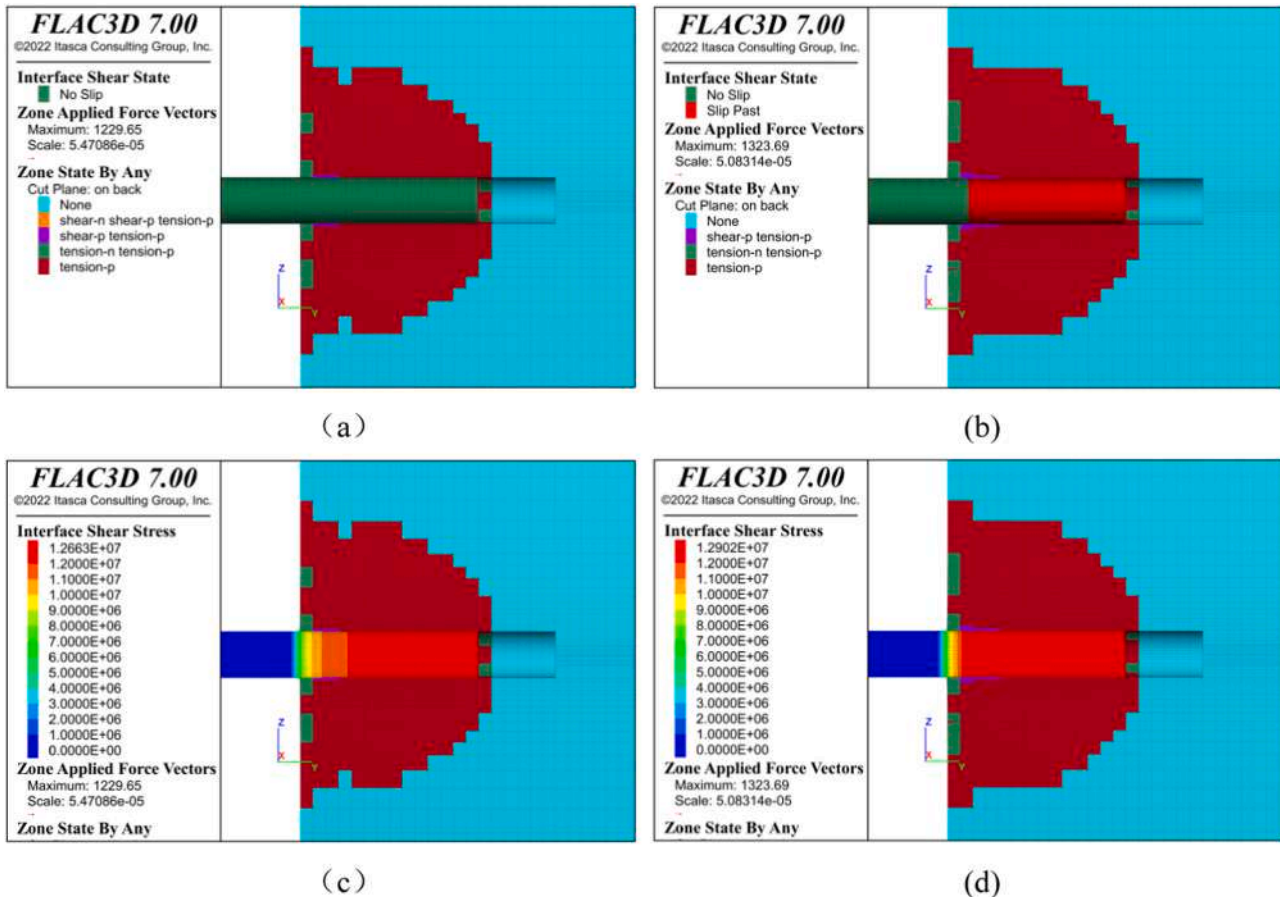 FLAC3D 7.00
©2022 Itasca Consulting Group, Inc.
Interface Shear State
No Slip
Zone Applied Force Vectors
Maximum: 1229.65
Scale: 5.47086e-05
Zone State By Any
Cut Plane: on back
None
shear-n shear-p tension-p
shear-p tension-p
tension-n tension-p
tension-p
Z
X
Y
(a)
FLAC3D 7.00
©2022 Itasca Consulting Group, Inc.
Interface Shear State
No Slip
Slip Past
Zone Applied Force Vectors
Maximum: 1323.69
Scale: 5.08314e-05
Zone State By Any
Cut Plane: on back
None
shear-p tension-p
tension-n tension-p
tension-p
Z
X
Y
(b)
FLAC3D 7.00
©2022 Itasca Consulting Group, Inc.
Interface Shear Stress
1.2663E+07
1.2000E+07
1.1000E+07
1.0000E+07
9.0000E+06
8.0000E+06
7.0000E+06
6.0000E+06
5.0000E+06
4.0000E+06
3.0000E+06
2.0000E+06
1.0000E+06
0.0000E+00
Zone Applied Force Vectors
Maximum: 1229.65
Scale: 5.47086e-05
Zone State By Any
Z
X
Y
(c)
FLAC3D 7.00
©2022 Itasca Consulting Group, Inc.
Interface Shear Stress
1.2902E+07
1.2000E+07
1.1000E+07
1.0000E+07
9.0000E+06
8.0000E+06
7.0000E+06
6.0000E+06
5.0000E+06
4.0000E+06
3.0000E+06
2.0000E+06
1.0000E+06
0.0000E+00
Zone Applied Force Vectors
Maximum: 1323.69
Scale: 5.08314e-05
Zone State By Any
Z
X
Y
(d)